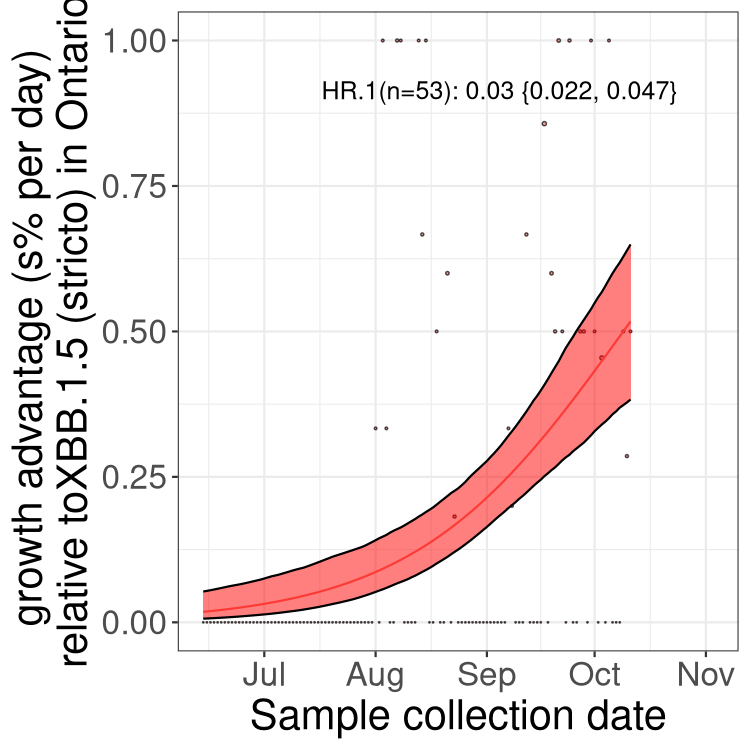 growth advantage (s% per day)
relative toXBB.1.5 (stricto) in Ontario
1.00
0.75
0.50
0.25
0.00
HR.1(n=53): 0.03 {0.022, 0.047}
Jul Aug Sep Oct Nov
Sample collection date